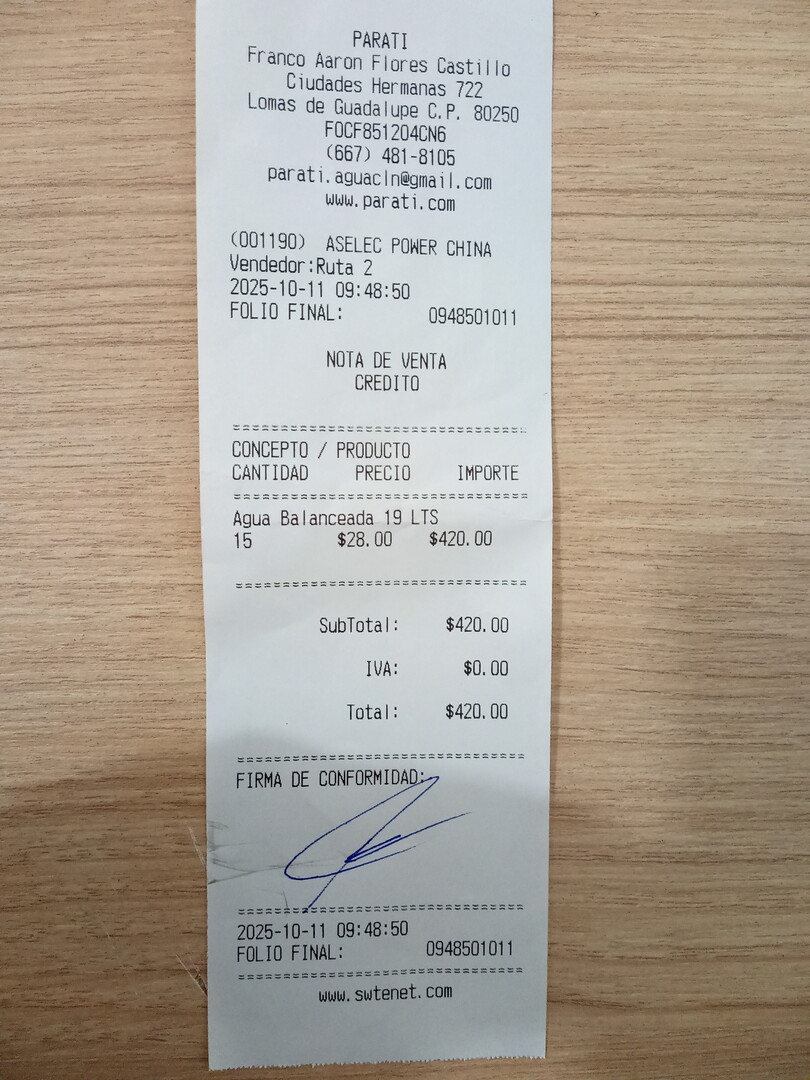 PARATI
Franco Aaron Flores Castillo
Ciudades Hermanas 722
Lomas de Guadalupe C.P. 80250
FOCF851204CN6
(667) 481-8105
parati.aguacln@gmail.com
www.parati.com
(001190) ASELEC POWER CHINA
Vendedor:Ruta 2
2025-10-11 09:48:50
FOLIO FINAL: 0948501011
NOTA DE VENTA
CREDITO
==================================
CONCEPTO / PRODUCTO
CANTIDAD PRECIO IMPORTE
==================================
Agua Balanceada 19 LTS
15 $28.00 $420.00
==================================
SubTotal: $420.00
IVA: $0.00
Total: $420.00
==================================
FIRMA DE CONFORMIDAD:
==================================
2025-10-11 09:48:50
FOLIO FINAL: 0948501011
==================================
www.swtenet.com